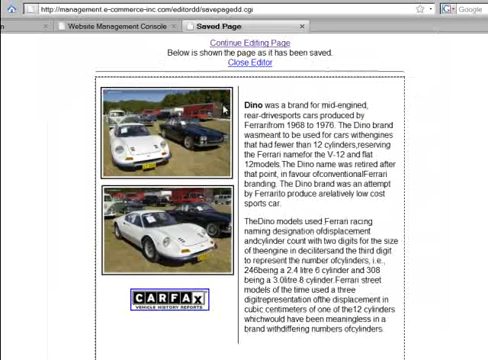 http://management.e-commerce-inc.com/editordd/savepagedd.cgi
Google
Website Management Console
Saved Page
Continue Editing Page
Below is shown the page as it has been saved.
Close Editor
Dino was a brand for mid-engined,
rear-drivesports cars produced by
Ferrarifrom 1968 to 1976. The Dino brand
wasmeant to be used for cars withengines
that had fewer than 12 cylinders,reserving
the Ferrari namefor the V-12 and flat
12models.The Dino name was retired after
that point, in favour ofconventionalFerrari
branding. The Dino brand was an attempt
by Ferrarito produce arelatively low cost
sports car.
TheDino models used Ferrari racing
naming designation ofdisplacement
andcylinder count with two digits for the size
of theengine in decilitersand the third digit
to represent the number ofcylinders, i.e.,
246being a 2.4 litre 6 cylinder and 308
being a 3.0litre 8 cylinder.Ferrari street
models of the time used a three
digitrepresentation ofthe displacement in
cubic centimeters of one of the12 cylinders
whichwould have been meaningless in a
brand withdiffering numbers ofcylinders.
CARFAX
VEHICLE HISTORY REPORTS